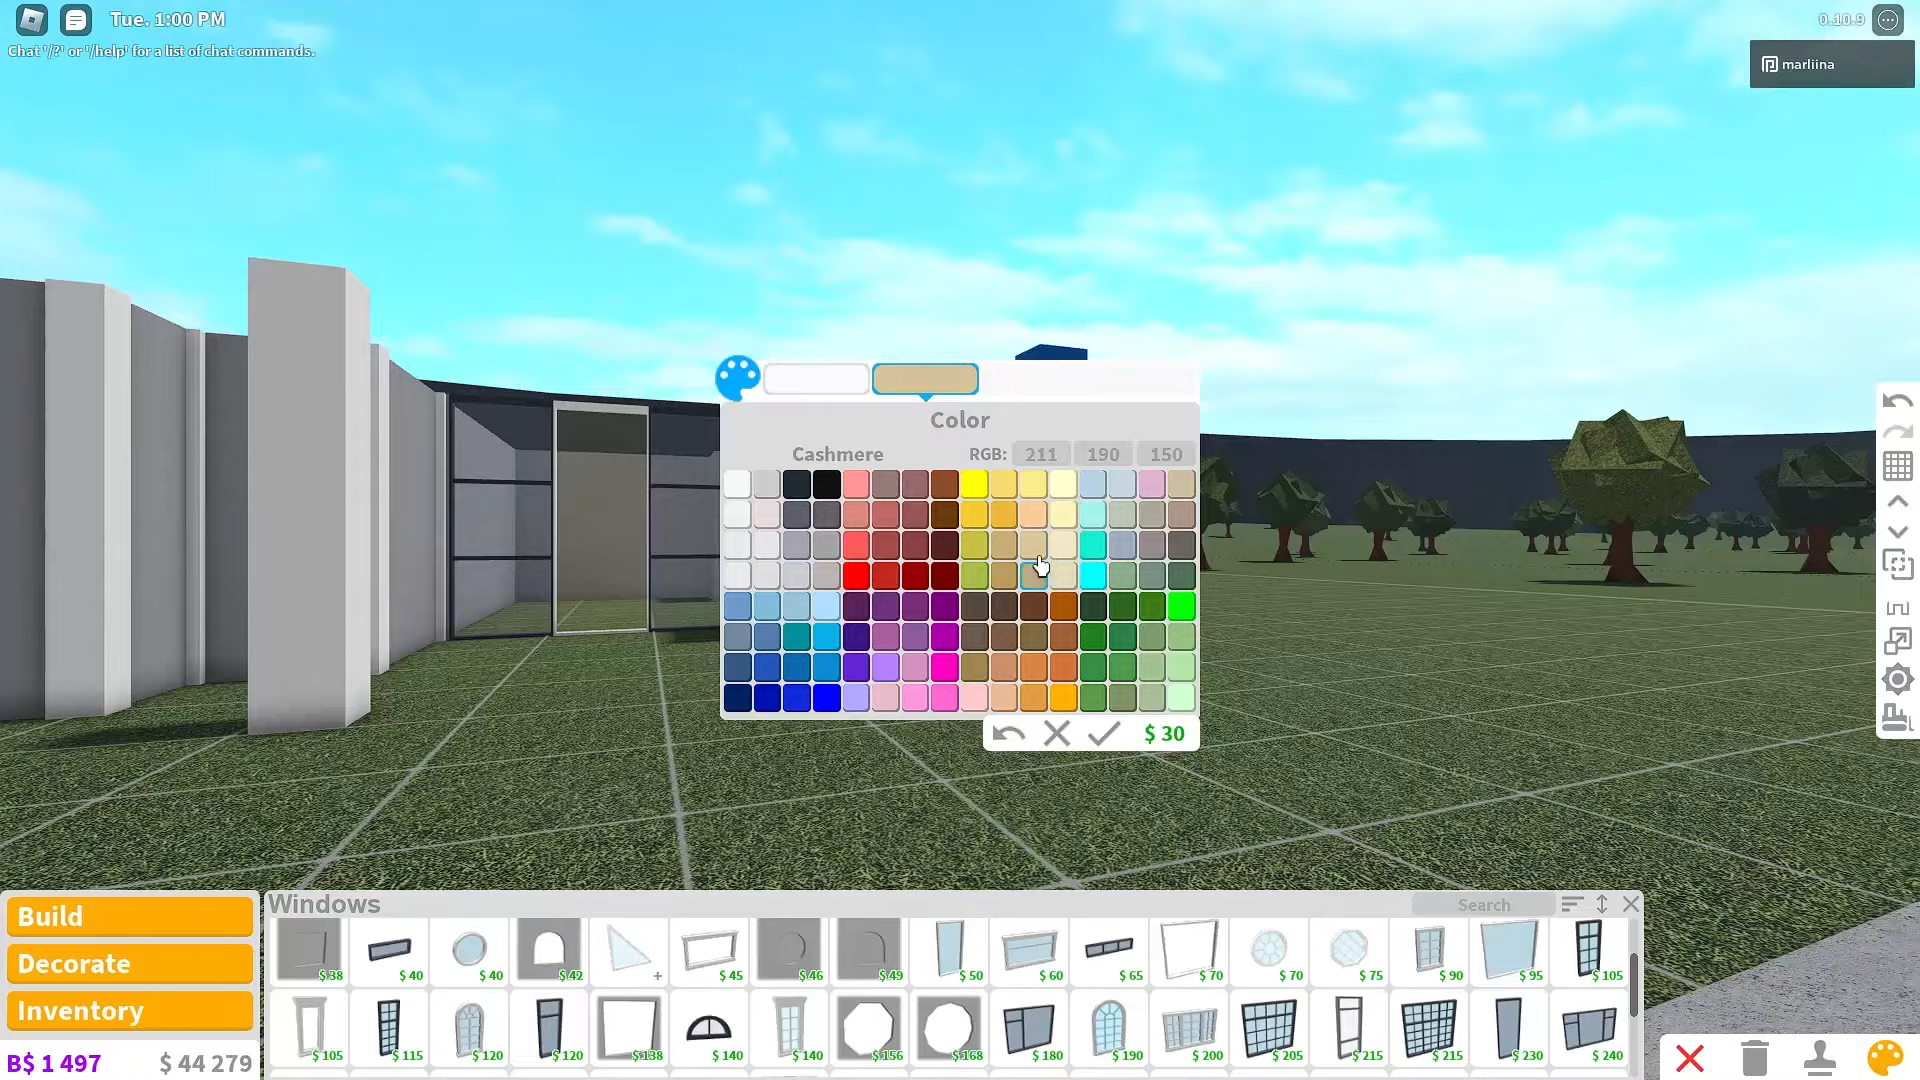 Tue. 1:00 PM
0.10.9
Chat '/?' or '/help' for a list of chat commands.
marliina
Color
Cashmere
RGB: 211 190 150
$ 30
Build
Decorate
Inventory
B$ 1 497
$ 44 279
Windows
Search
$ 38
$ 40
$ 40
$ 42
+
$ 45
$ 46
$ 49
$ 50
$ 60
$ 65
$ 70
$ 70
$ 75
$ 90
$ 95
$ 105
$ 105
$ 115
$ 120
$ 120
$ 138
$ 140
$ 140
$ 156
$ 168
$ 180
$ 190
$ 200
$ 205
$ 215
$ 215
$ 230
$ 240